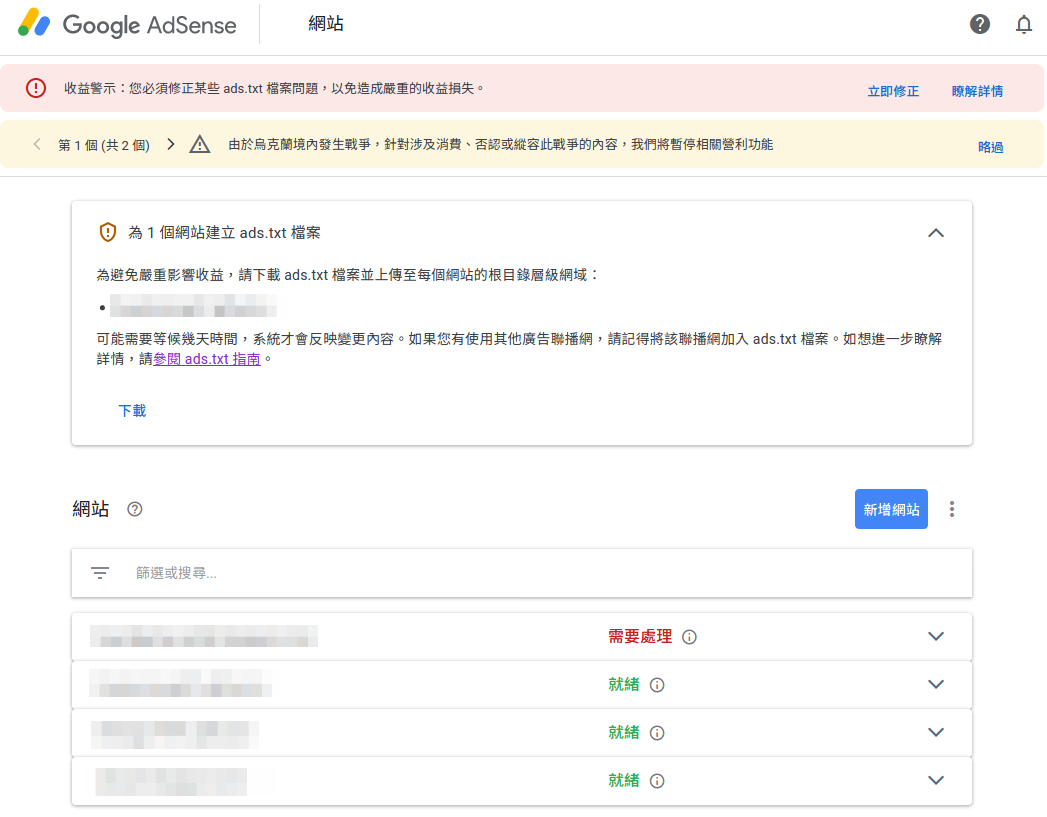 Google AdSense
網站
收益警示：您必須修正某些 ads.txt 檔案問題，以免造成嚴重的收益損失。
立即修正
瞭解詳情
第 1 個 (共 2 個)
由於烏克蘭境內發生戰爭，針對涉及消費、否認或縱容此戰爭的內容，我們將暫停相關營利功能
略過
為 1 個網站建立 ads.txt 檔案
為避免嚴重影響收益，請下載 ads.txt 檔案並上傳至每個網站的根目錄層級網域：
可能需要等候幾天時間，系統才會反映變更內容。如果您有使用其他廣告聯播網，請記得將該聯播網加入 ads.txt 檔案。如想進一步瞭解
詳情，請參閱 ads.txt 指南。
下載
網站
新增網站
篩選或搜尋...
需要處理
就緒
就緒
就緒